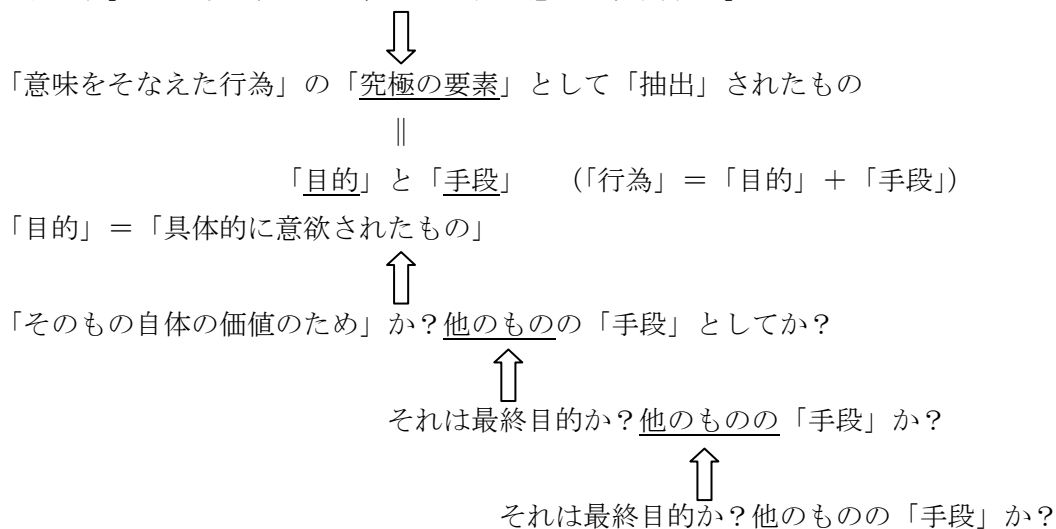 「意味をそなえた行為」の「究極の要素」として「抽出」されたもの
∥
「目的」と「手段」　(「行為」＝「目的」＋「手段」)
「目的」＝「具体的に意欲されたもの」
「そのもの自体の価値のため」か？他のものの「手段」としてか？
それは最終目的か？他のものの「手段」か？
それは最終目的か？他のものの「手段」か？